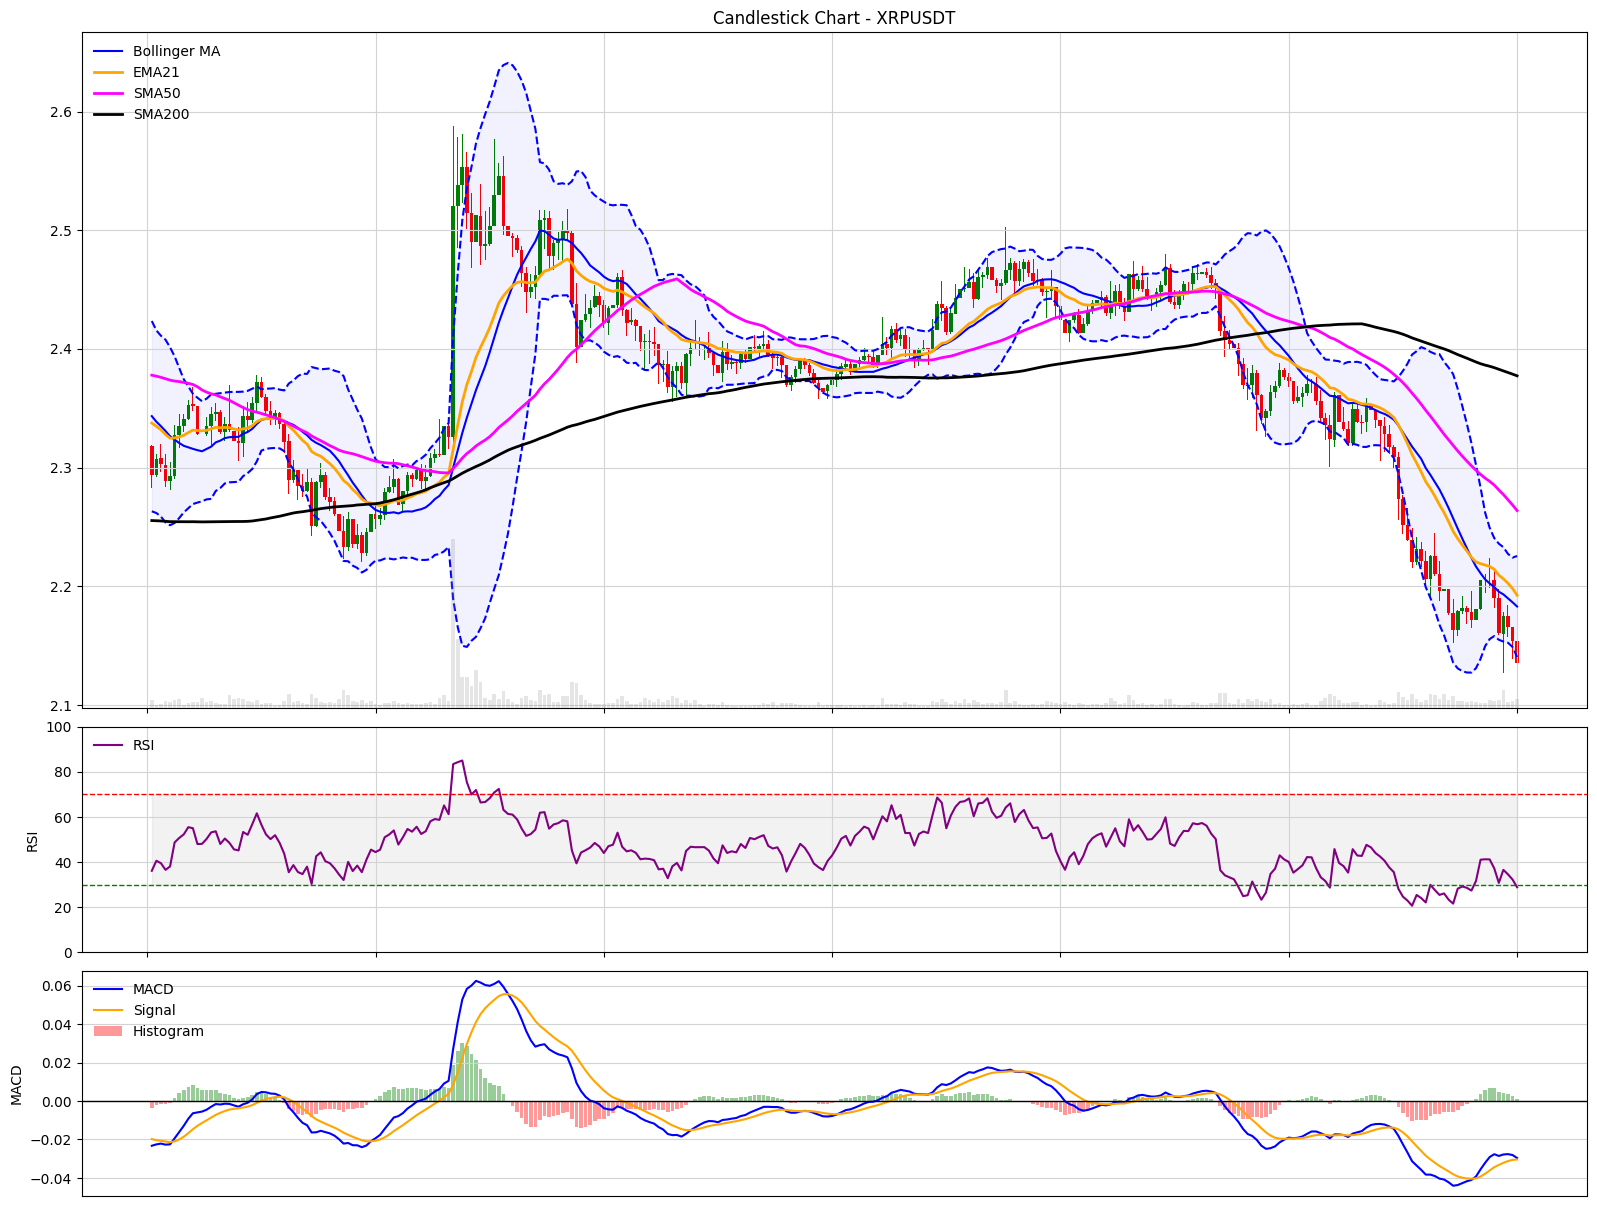 Candlestick Chart - XRPUSDT
Bollinger MA
EMA21
SMA50
SMA200
2.6
2.5
2.4
2.3
2.2
2.1
RSI
RSI
100
80
60
40
20
0
MACD
Signal
Histogram
MACD
0.06
0.04
0.02
0.00
−0.02
−0.04